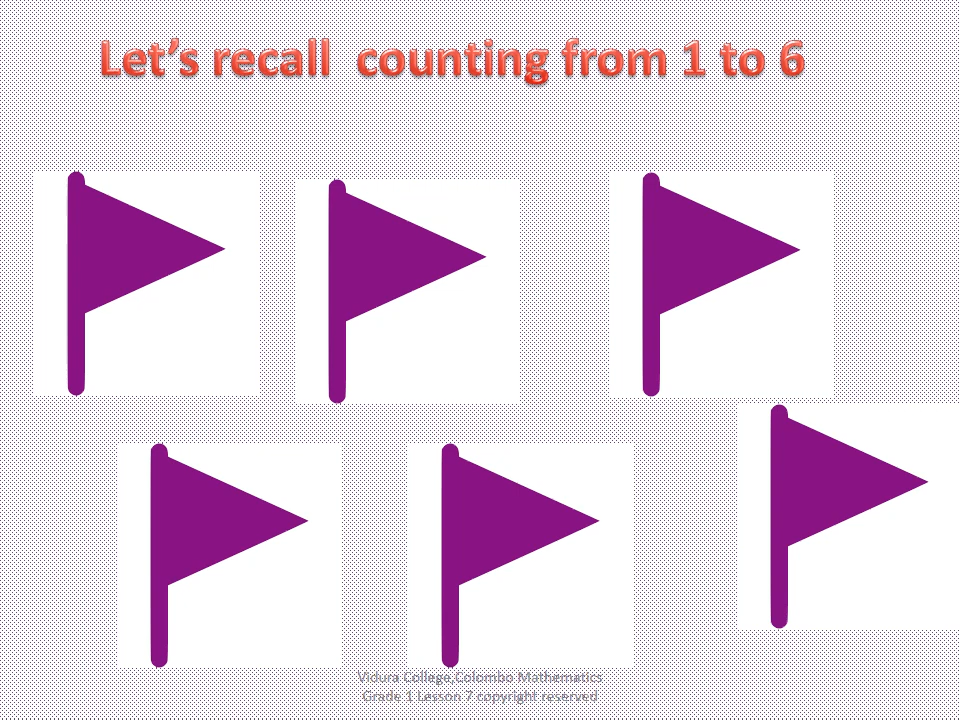 Let's recall  counting from 1 to 6
Vidura College,Colombo Mathematics
Grade 1 Lesson 7 copyright reserved